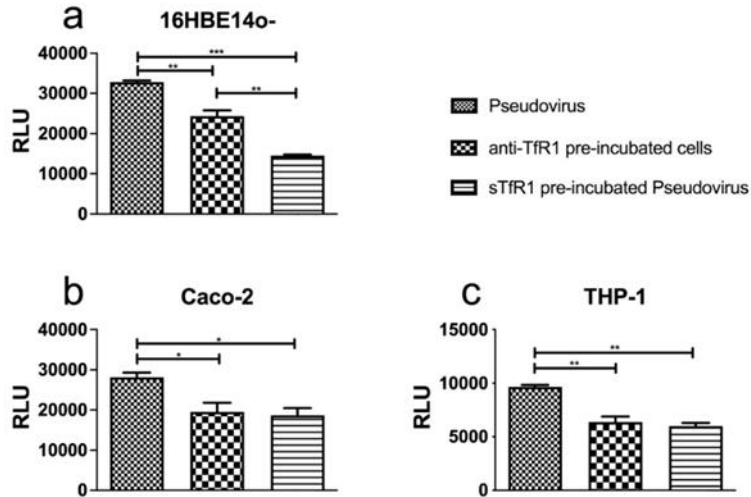 a
16HBE14o-
40000
30000
20000
10000
0
RLU
***
**
**
Pseudovirus
anti-TfR1 pre-incubated cells
sTfR1 pre-incubated Pseudovirus
b
Caco-2
40000
30000
20000
10000
0
RLU
*
*
c
THP-1
15000
10000
5000
0
RLU
**
**